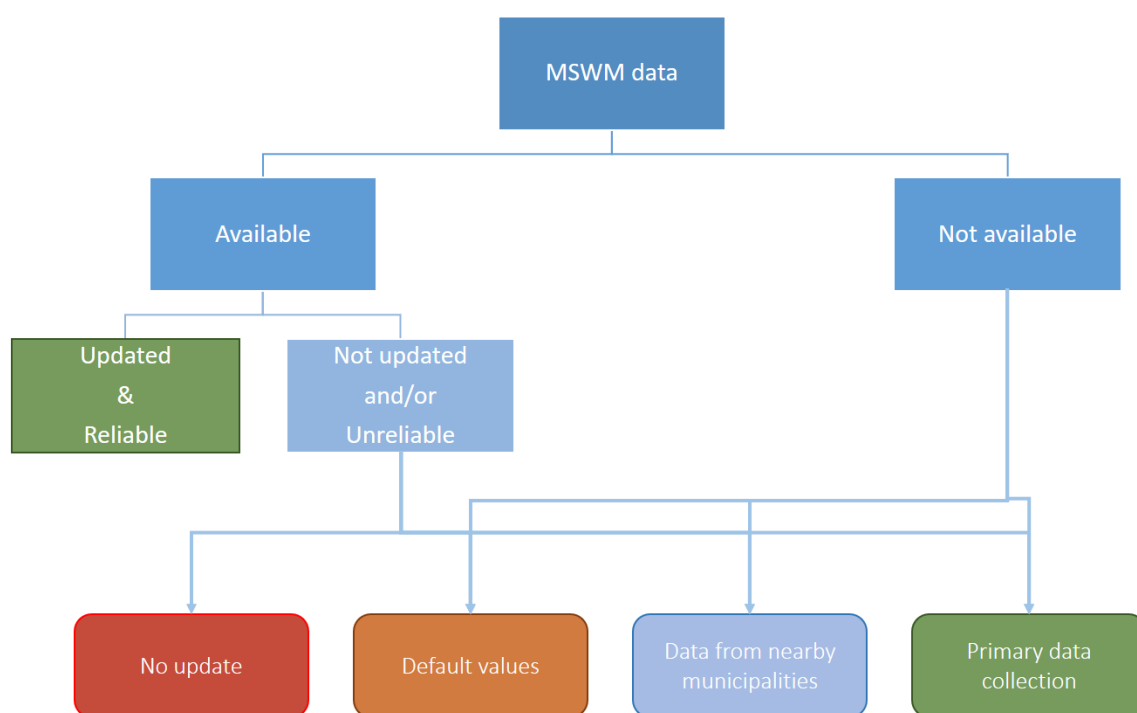 MSWM data
Available
Not available
Updated
&
Reliable
Not updated
and/or
Unreliable
No update
Default values
Data from nearby
municipalities
Primary data
collection